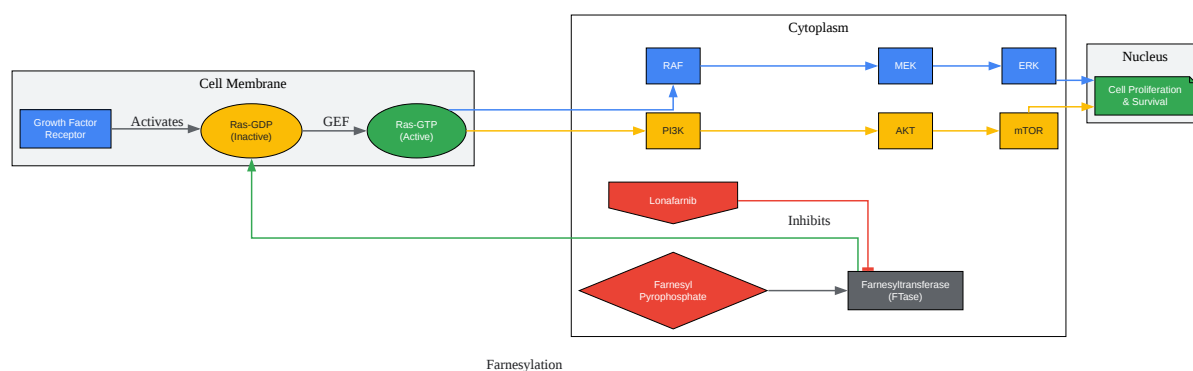 Cytoplasm
Nucleus
Cell Membrane
RAF
MEK
ERK
Cell Proliferation
& Survival
Growth Factor
Receptor
Activates
Ras-GDP
(Inactive)
GEF
Ras-GTP
(Active)
PI3K
AKT
mTOR
Lonafarnib
Inhibits
Farnesyl
Pyrophosphate
Farnesyltransferase
(FTase)
Farnesylation